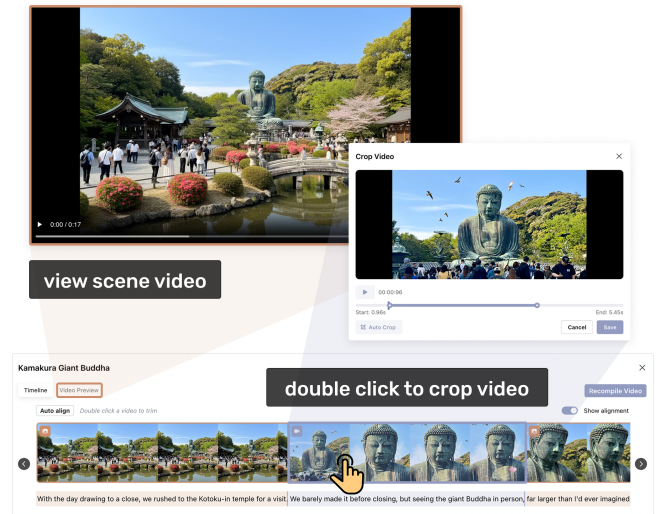 0:00 / 0:17
view scene video
Crop Video
00:00:96
Start: 0.96s
End: 5.45s
Auto Crop
Cancel
Save
Kamakura Giant Buddha
Timeline
Video Preview
double click to crop video
Recompile Video
Auto align
Double click a video to trim
Show alignment
With the day drawing to a close, we rushed to the Kotoku-in temple for a visit. We barely made it before closing, but seeing the giant Buddha in person, far larger than I'd ever imagined